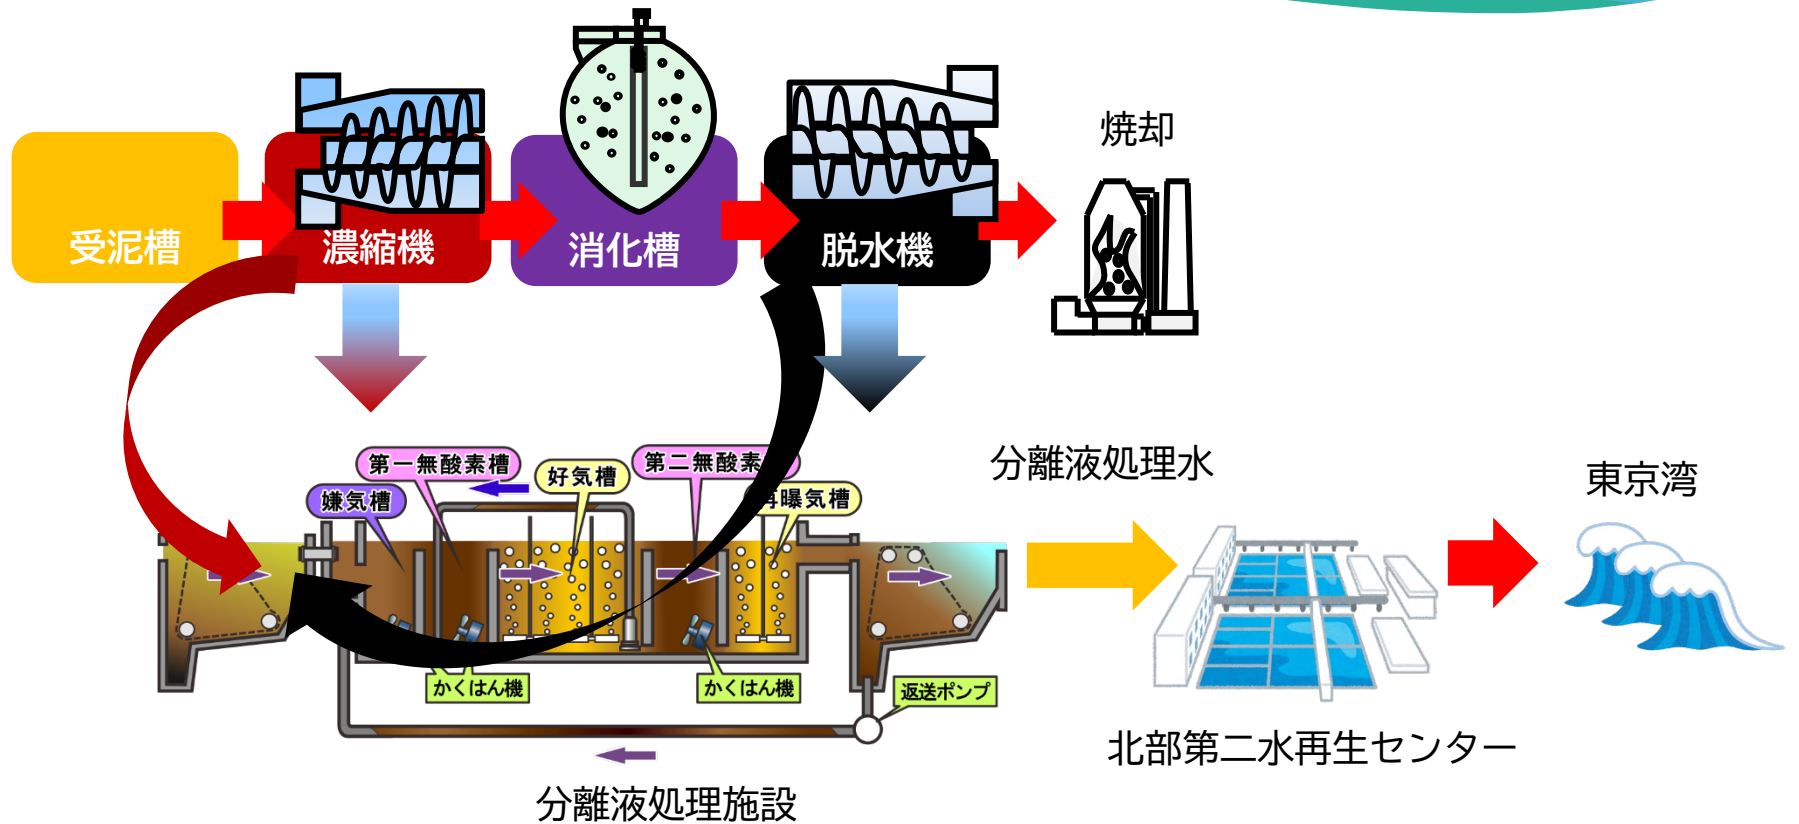 焼却
受泥槽
濃縮機
消化槽
脱水機
分離液処理水
東京湾
第一無酸素槽
好気槽
第二無酸素
嫌気槽
曝気槽
かくはん機
かくはん機
返送ポンプ
北部第二水再生センター
分離液処理施設